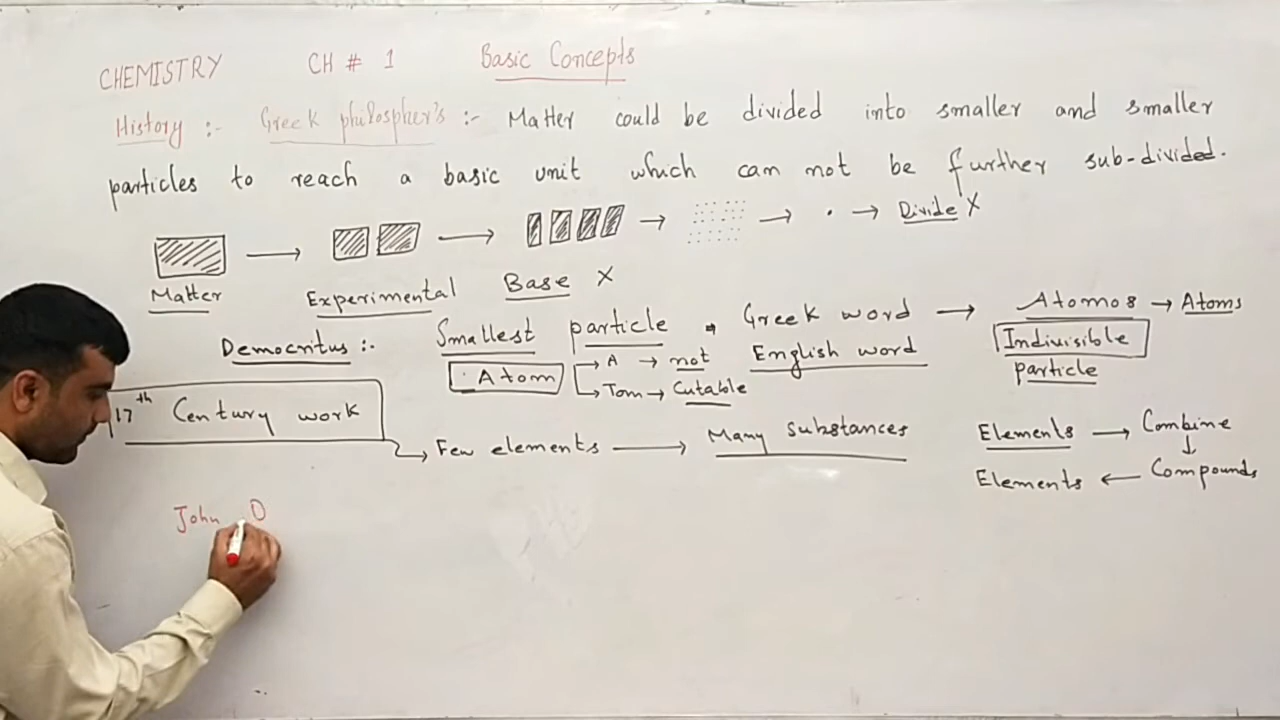 CHEMISTRY CH # 1 Basic Concepts
History :- Greek philospher's :- Matter could be divided into smaller and smaller
particles to reach a basic unit which can not be further sub-divided.
→ → → → . → Divide X
Matter Experimental Base X
Democritus :- Smallest particle Greek word → Atomos → Atoms
Atom → A → not English word Indivisible
→ Tom → Cutable particle
17th Century work
→ Few elements → Many substances Elements → Combine
↓
Elements ← Compounds
John D